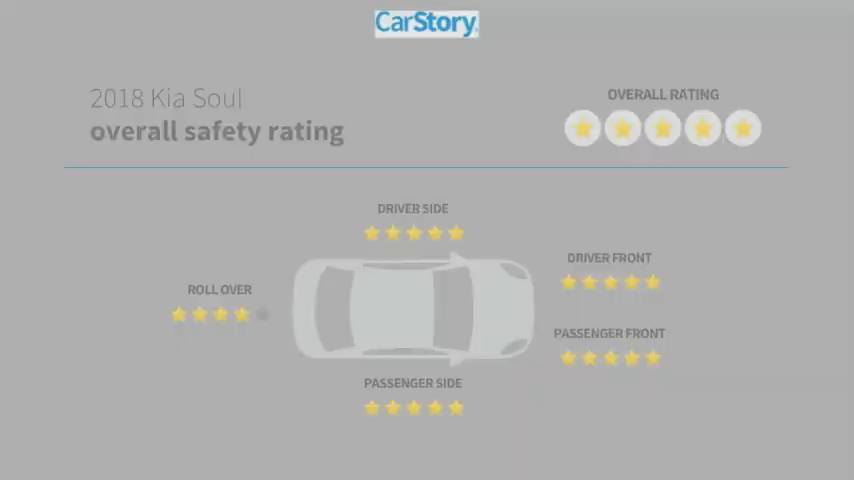 CarStory
2018 Kia Soul
overall safety rating
OVERALL RATING
DRIVER SIDE
DRIVER FRONT
ROLL OVER
PASSENGER FRONT
PASSENGER SIDE